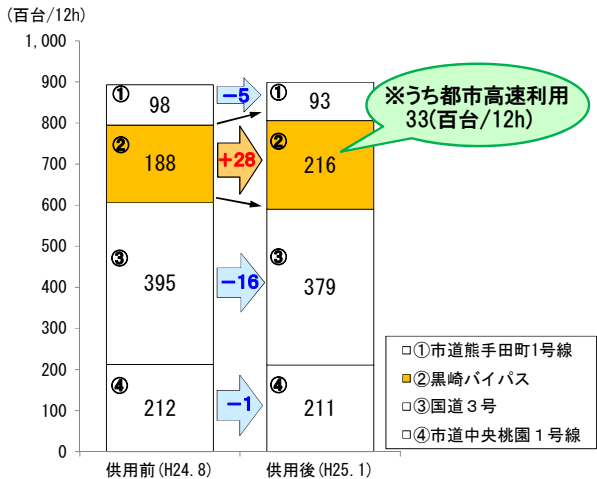 (百台/12h)
1,000
900
800
700
600
500
400
300
200
100
0
① 98
② 188
③ 395
④ 212
−5
+28
−16
−1
① 93
② 216
③ 379
④ 211
※うち都市高速利用
33(百台/12h)
供用前(H24.8)
供用後(H25.1)
□①市道熊手田町1号線
■②黒崎バイパス
□③国道３号
□④市道中央桃園１号線